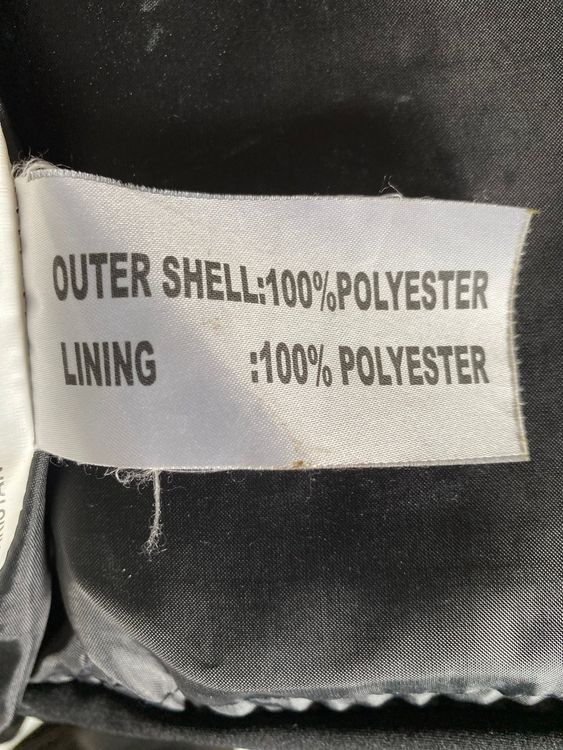 OUTER SHELL:100%POLYESTER
LINING :100% POLYESTER